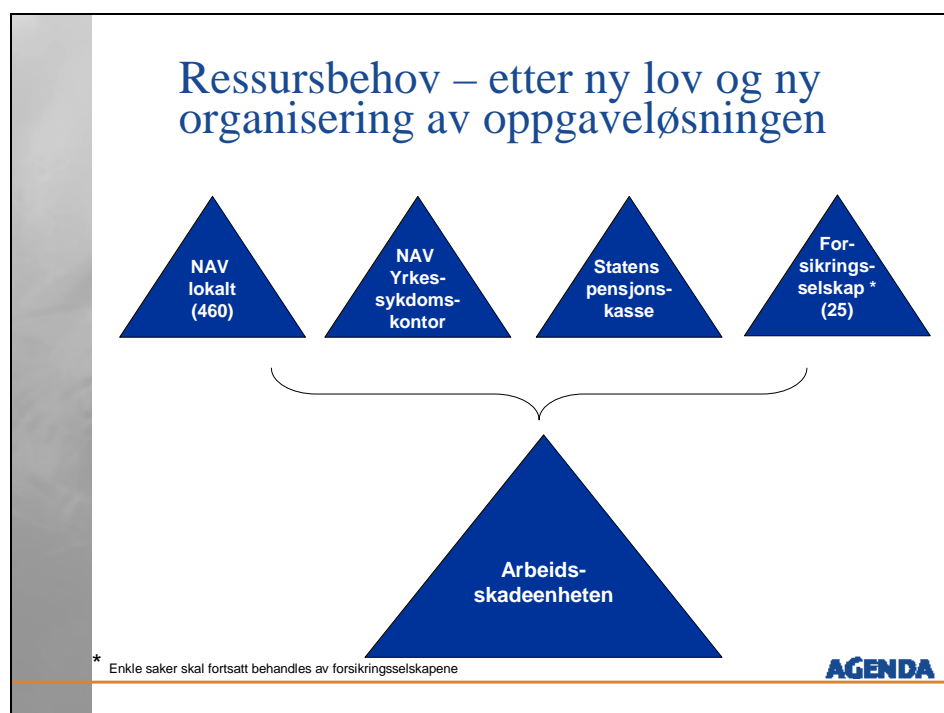 Ressursbehov – etter ny lov og ny
organisering av oppgaveløsningen
NAV
lokalt
(460)
NAV
Yrkes-
sykdoms-
kontor
Statens
pensjons-
kasse
For-
sikrings-
selskap *
(25)
Arbeids-
skadeenheten
* Enkle saker skal fortsatt behandles av forsikringsselskapene
AGENDA